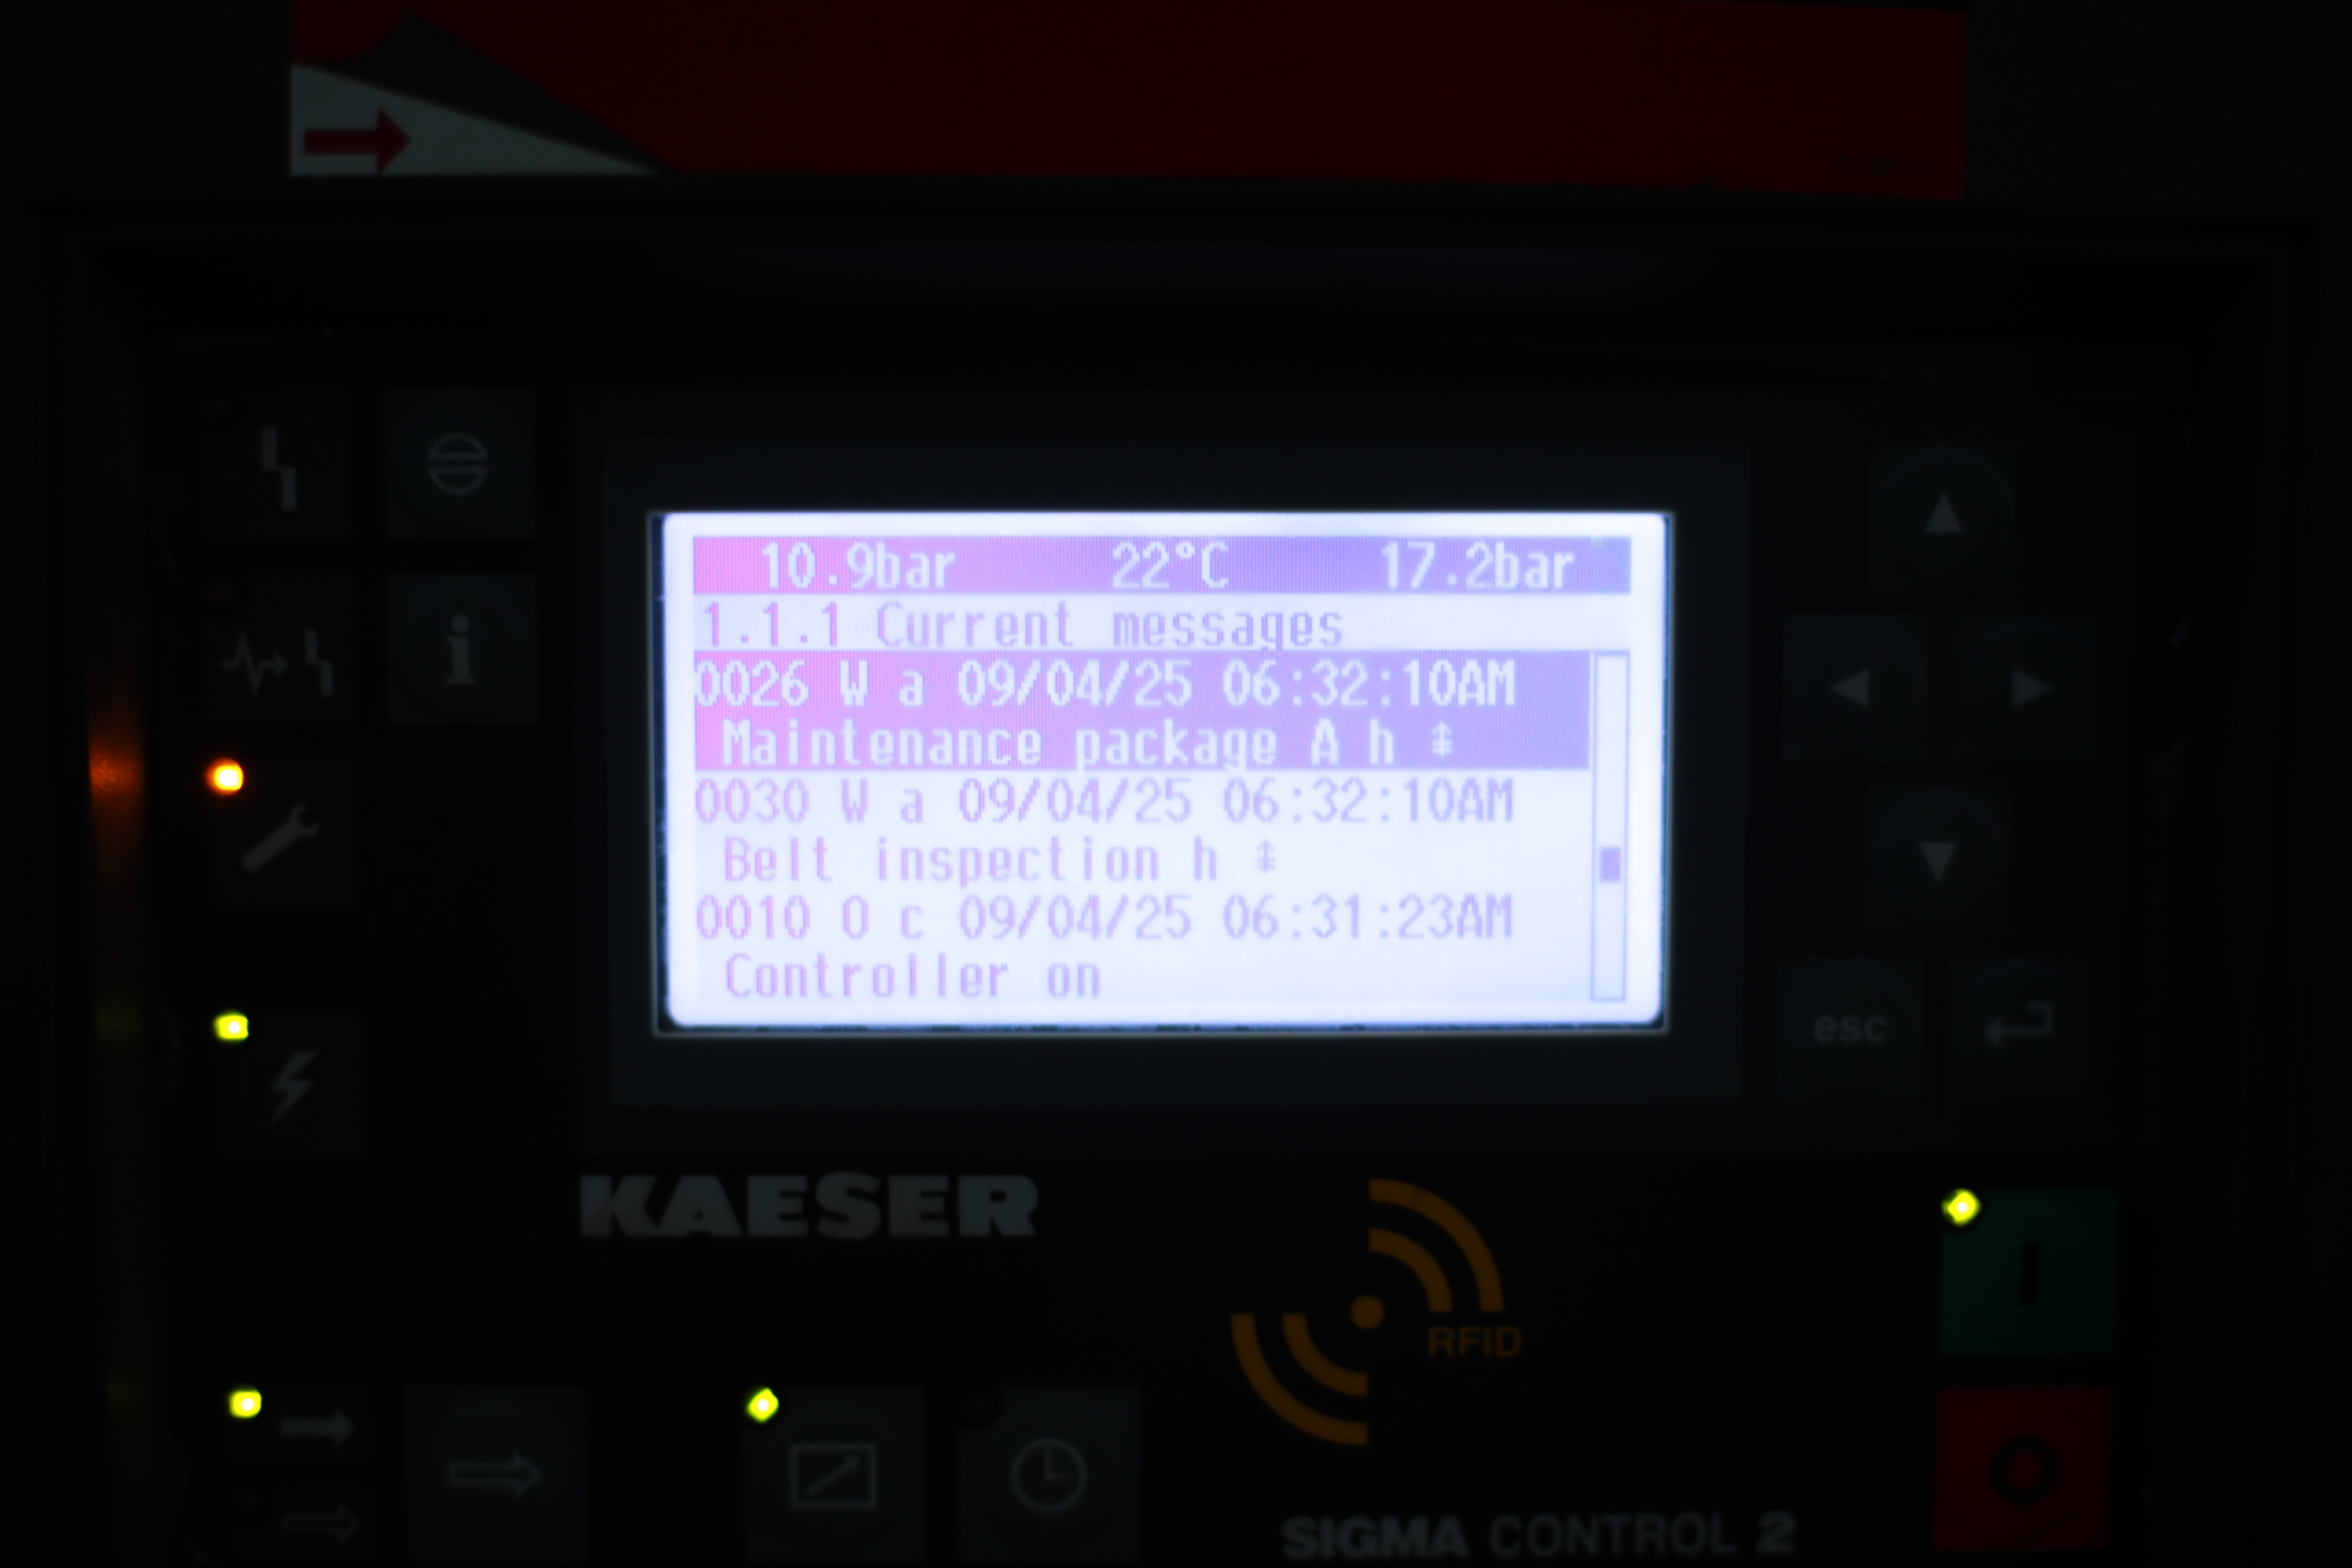 10.9bar 22°C 17.2bar
1.1.1 Current messages
0026 W a 09/04/25 06:32:10AM
Maintenance package A h ⇞
0030 W a 09/04/25 06:32:10AM
Belt inspection h ⇞
0010 O c 09/04/25 06:31:23AM
Controller on
esc
KAESER
RFID
SIGMA CONTROL 2